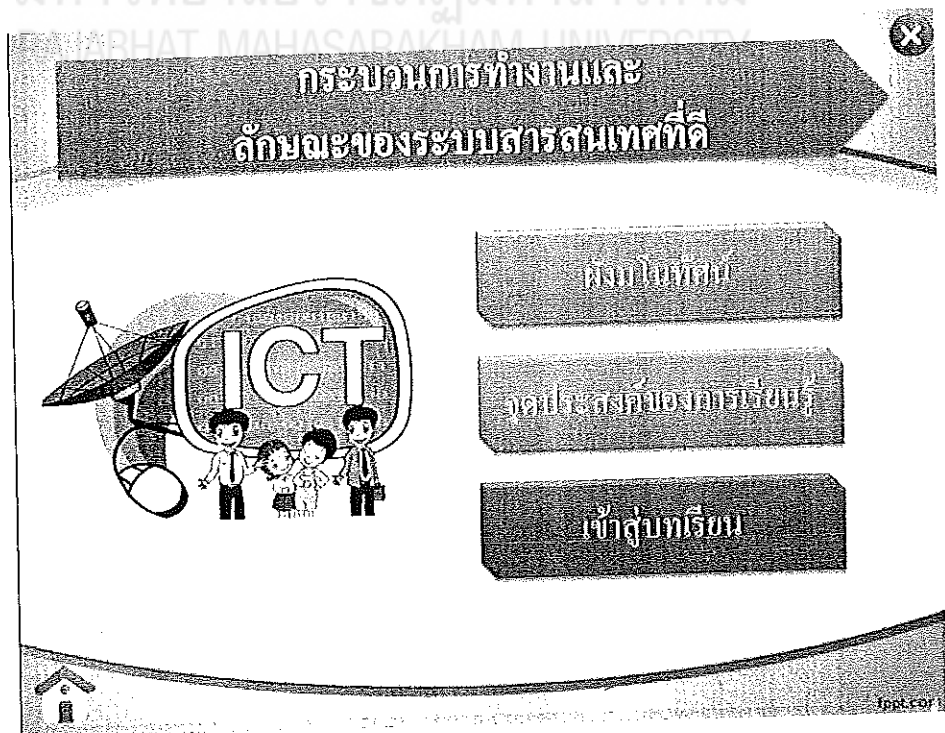 RAJABHAT MAHASARAKHAM UNIVERSITY
กระบวนการทำงานและ
ลักษณะของระบบสารสนเทศที่ดี
ผังมโนทัศน์
ICT
จุดประสงค์ของการเรียนรู้
เข้าสู่บทเรียน
fppt.com